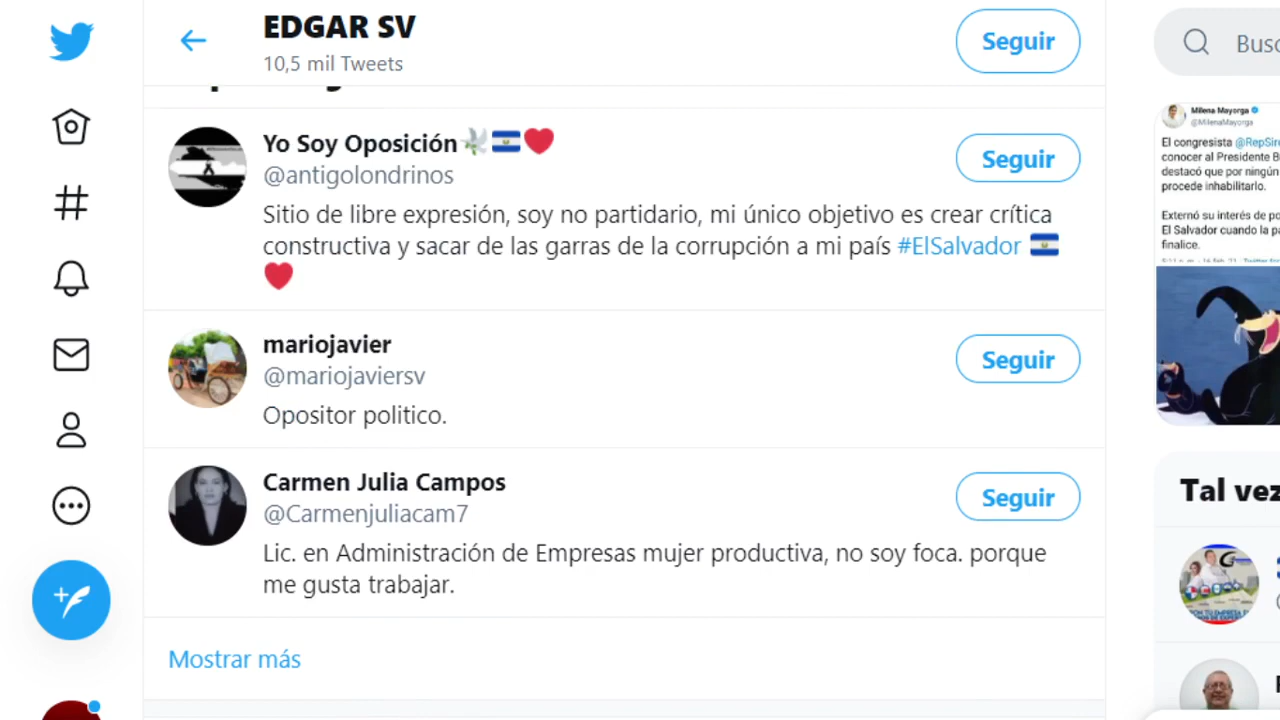 EDGAR SV
10,5 mil Tweets
Seguir
Yo Soy Oposición
@antigolondrinos
Seguir
Sitio de libre expresión, soy no partidario, mi único objetivo es crear crítica
constructiva y sacar de las garras de la corrupción a mi país #ElSalvador
mariojavier
@mariojaviersv
Seguir
Opositor politico.
Carmen Julia Campos
@Carmenjuliacam7
Seguir
Lic. en Administración de Empresas mujer productiva, no soy foca. porque
me gusta trabajar.
Mostrar más
Busc
Milena Mayorga
@MilenaMayorga
El congresista @RepSire
conocer al Presidente B
destacó que por ningún
procede inhabilitarlo.
Externó su interés de po
El Salvador cuando la pa
finalice.
Tal vez